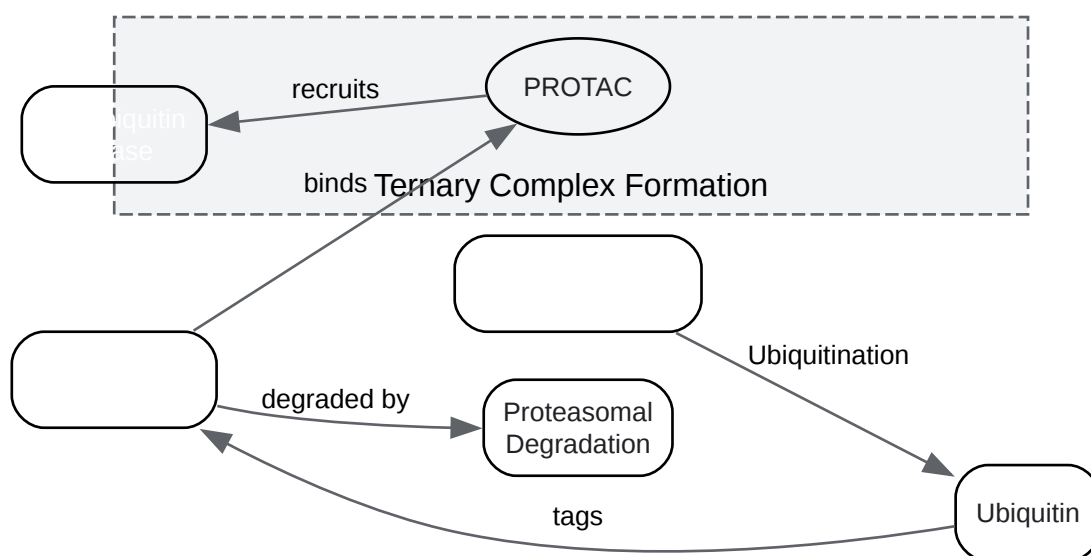 recruits
PROTAC
binds
Ternary Complex Formation
Ubiquitination
degraded by
Proteasomal
Degradation
tags
Ubiquitin